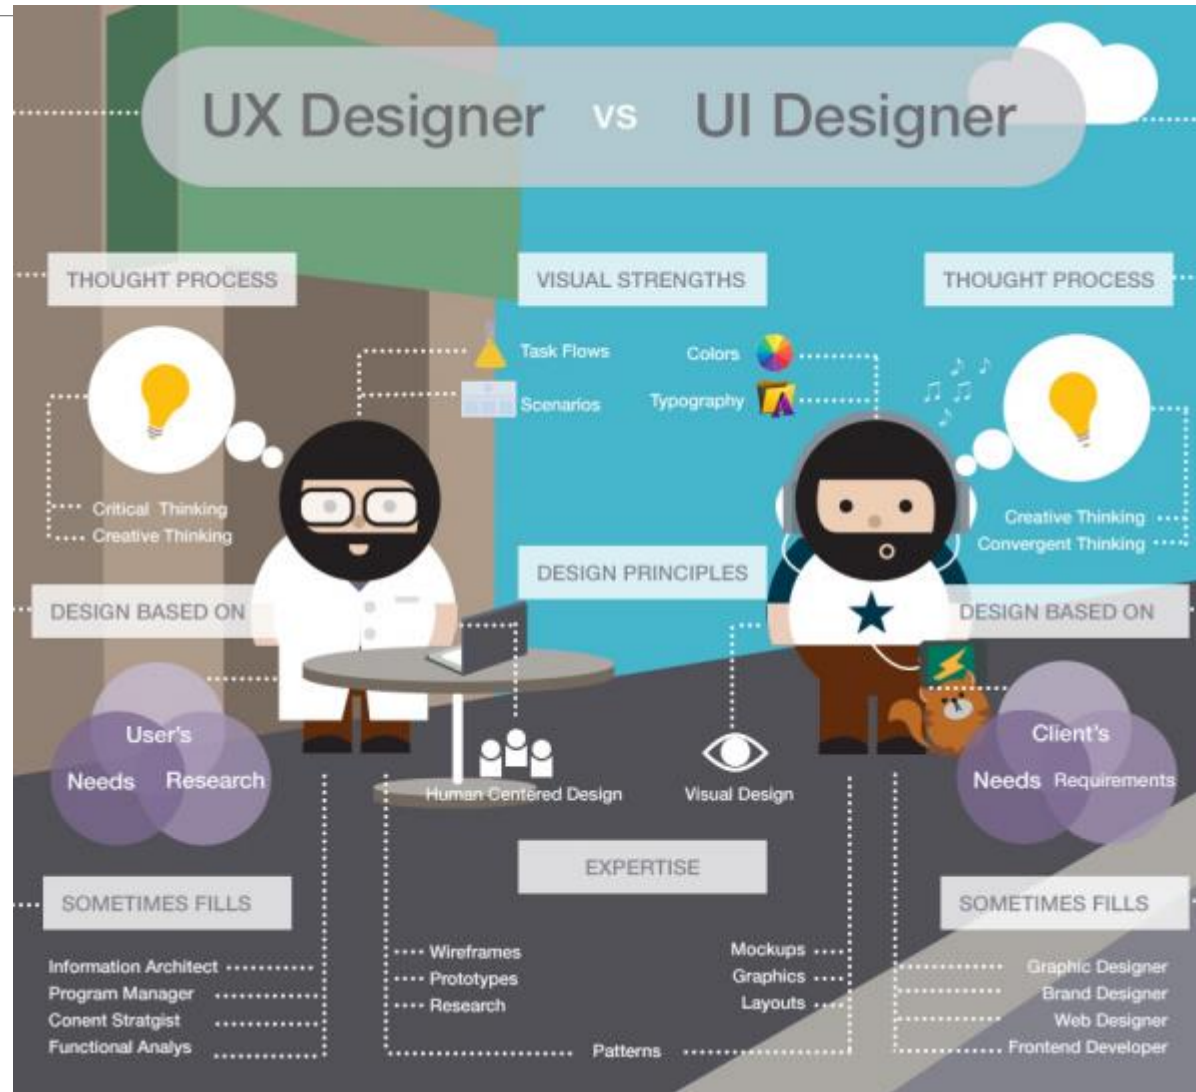 UX Designer vs UI Designer
THOUGHT PROCESS
VISUAL STRENGTHS
THOUGHT PROCESS
Task Flows
Colors
Scenarios
Typography
Critical Thinking
Creative Thinking
Creative Thinking
Convergent Thinking
DESIGN PRINCIPLES
DESIGN BASED ON
DESIGN BASED ON
User's
Needs Research
Client's
Needs Requirements
Human Centered Design
Visual Design
EXPERTISE
SOMETIMES FILLS
SOMETIMES FILLS
Information Architect
Program Manager
Conent Stratgist
Functional Analys
Wireframes
Prototypes
Research
Mockups
Graphics
Layouts
Patterns
Graphic Designer
Brand Designer
Web Designer
Frontend Developer